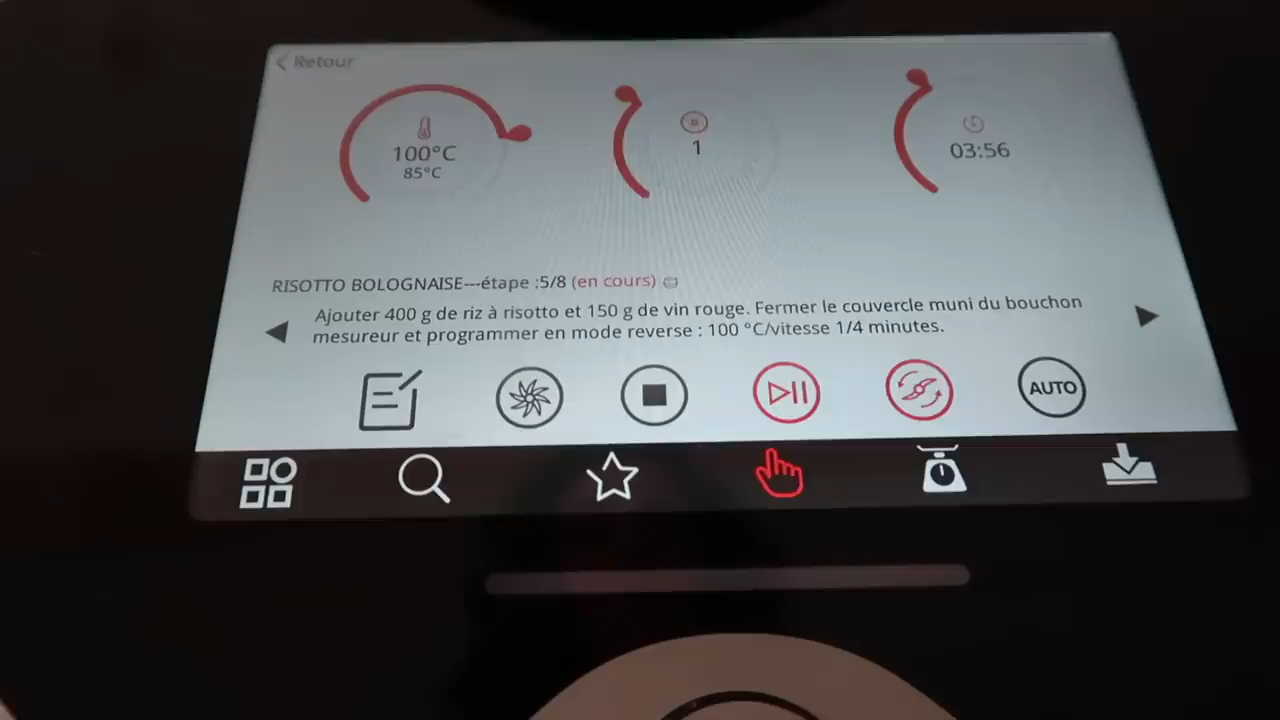 Retour
100°C
85°C
1
03:56
RISOTTO BOLOGNAISE---étape :5/8 (en cours)
Ajouter 400 g de riz à risotto et 150 g de vin rouge. Fermer le couvercle muni du bouchon
mesureur et programmer en mode reverse : 100 °C/vitesse 1/4 minutes.
AUTO